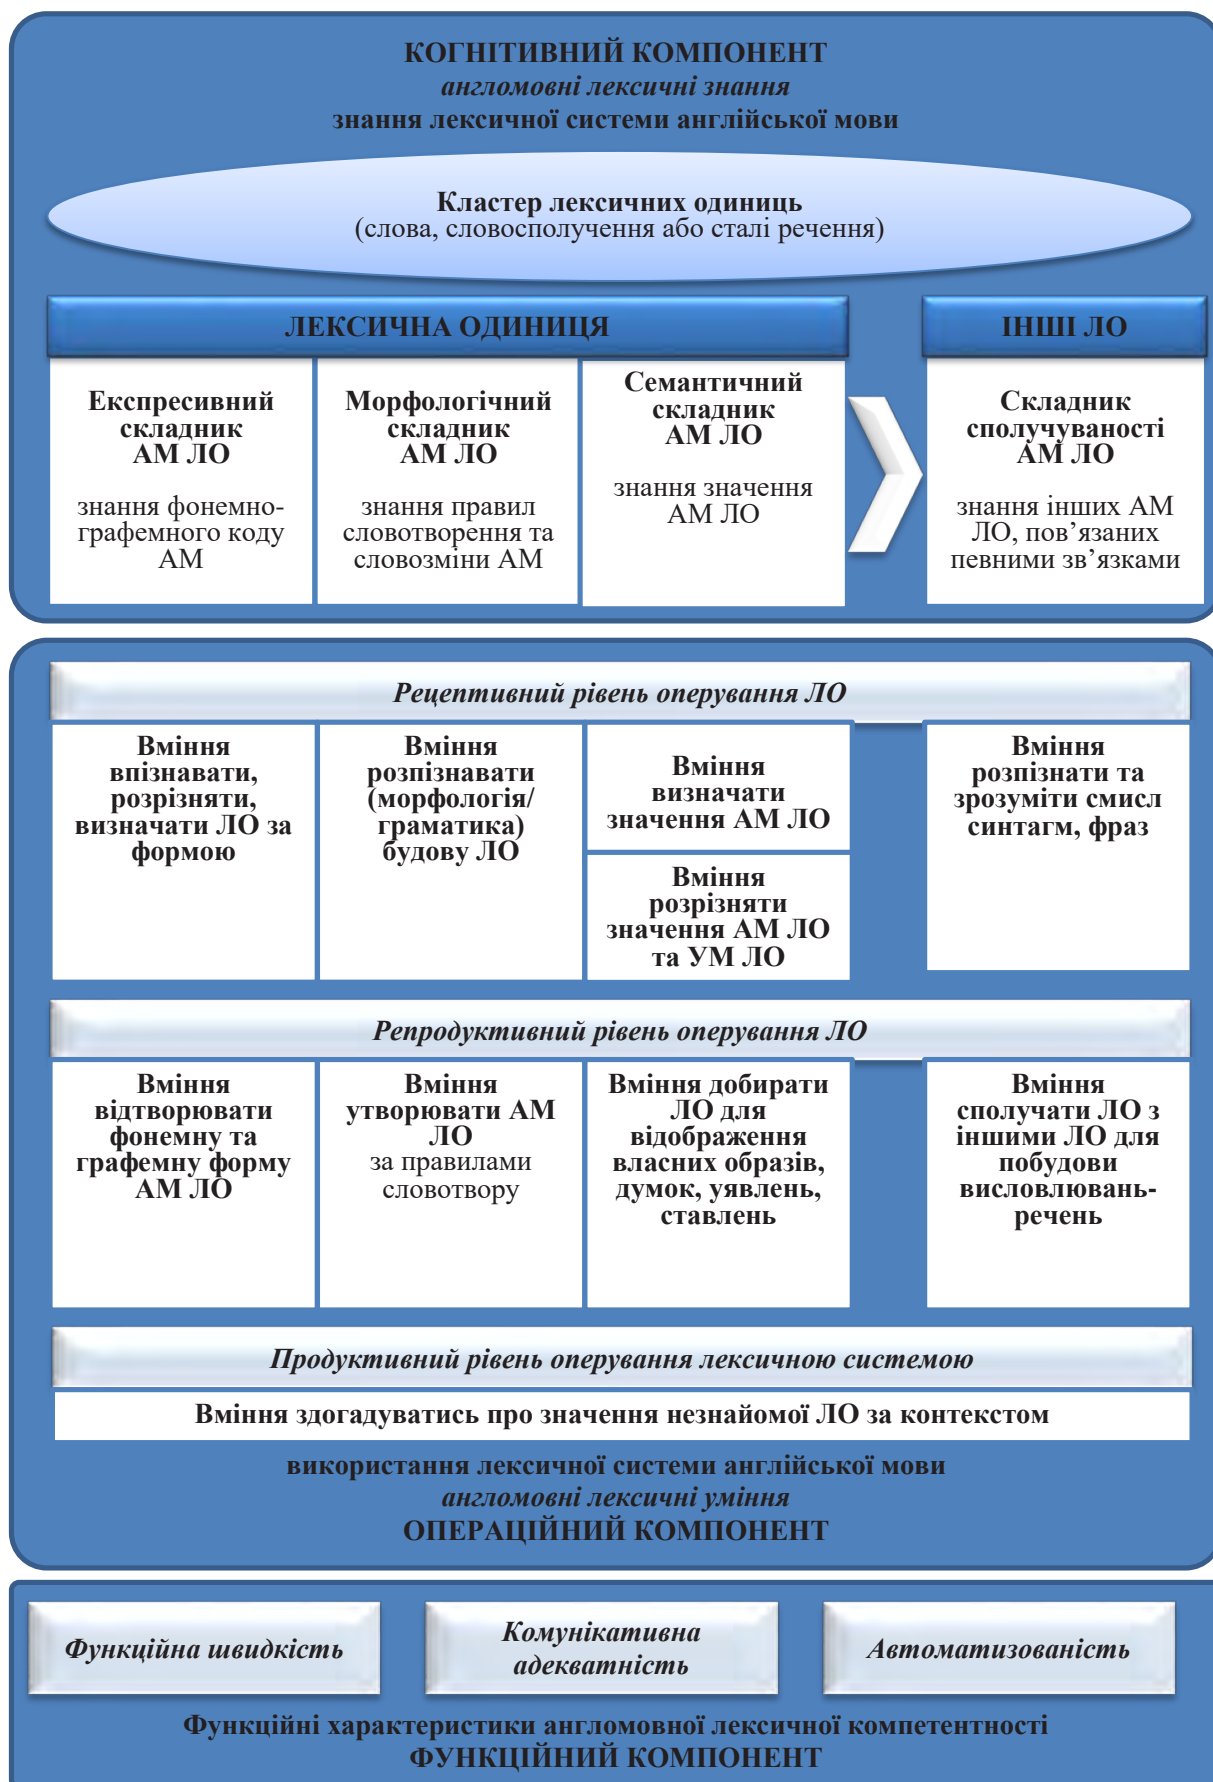 КОГНІТИВНИЙ КОМПОНЕНТ
англомовні лексичні знання
знання лексичної системи англійської мови
Кластер лексичних одиниць
(слова, словосполучення або сталі речення)
ЛЕКСИЧНА ОДИНИЦЯ
ІНШІ ЛО
Експресивний
складник
АМ ЛО
знання фонемно-
графемного коду
АМ
Морфологічний
складник
АМ ЛО
знання правил
словотворення та
словозміни АМ
Семантичний
складник
АМ ЛО
знання значення
АМ ЛО
Складник
сполучуваності
АМ ЛО
знання інших АМ
ЛО, пов’язаних
певними зв’язками
Рецептивний рівень оперування ЛО
Вміння
впізнавати,
розрізняти,
визначати ЛО за
формою
Вміння
розпізнавати
(морфологія/
граматика)
будову ЛО
Вміння
визначати
значення АМ ЛО
Вміння
розрізняти
значення АМ ЛО
та УМ ЛО
Вміння
розпізнати та
зрозуміти смисл
синтагм, фраз
Репродуктивний рівень оперування ЛО
Вміння
відтворювати
фонемну та
графемну форму
АМ ЛО
Вміння
утворювати АМ
ЛО
за правилами
словотвору
Вміння добирати
ЛО для
відображення
власних образів,
думок, уявлень,
ставлень
Вміння
сполучати ЛО з
іншими ЛО для
побудови
висловлювань-
речень
Продуктивний рівень оперування лексичною системою
Вміння здогадуватись про значення незнайомої ЛО за контекстом
використання лексичної системи англійської мови
англомовні лексичні уміння
ОПЕРАЦІЙНИЙ КОМПОНЕНТ
Функційна швидкість
Комунікативна
адекватність
Автоматизованість
Функційні характеристики англомовної лексичної компетентності
ФУНКЦІЙНИЙ КОМПОНЕНТ